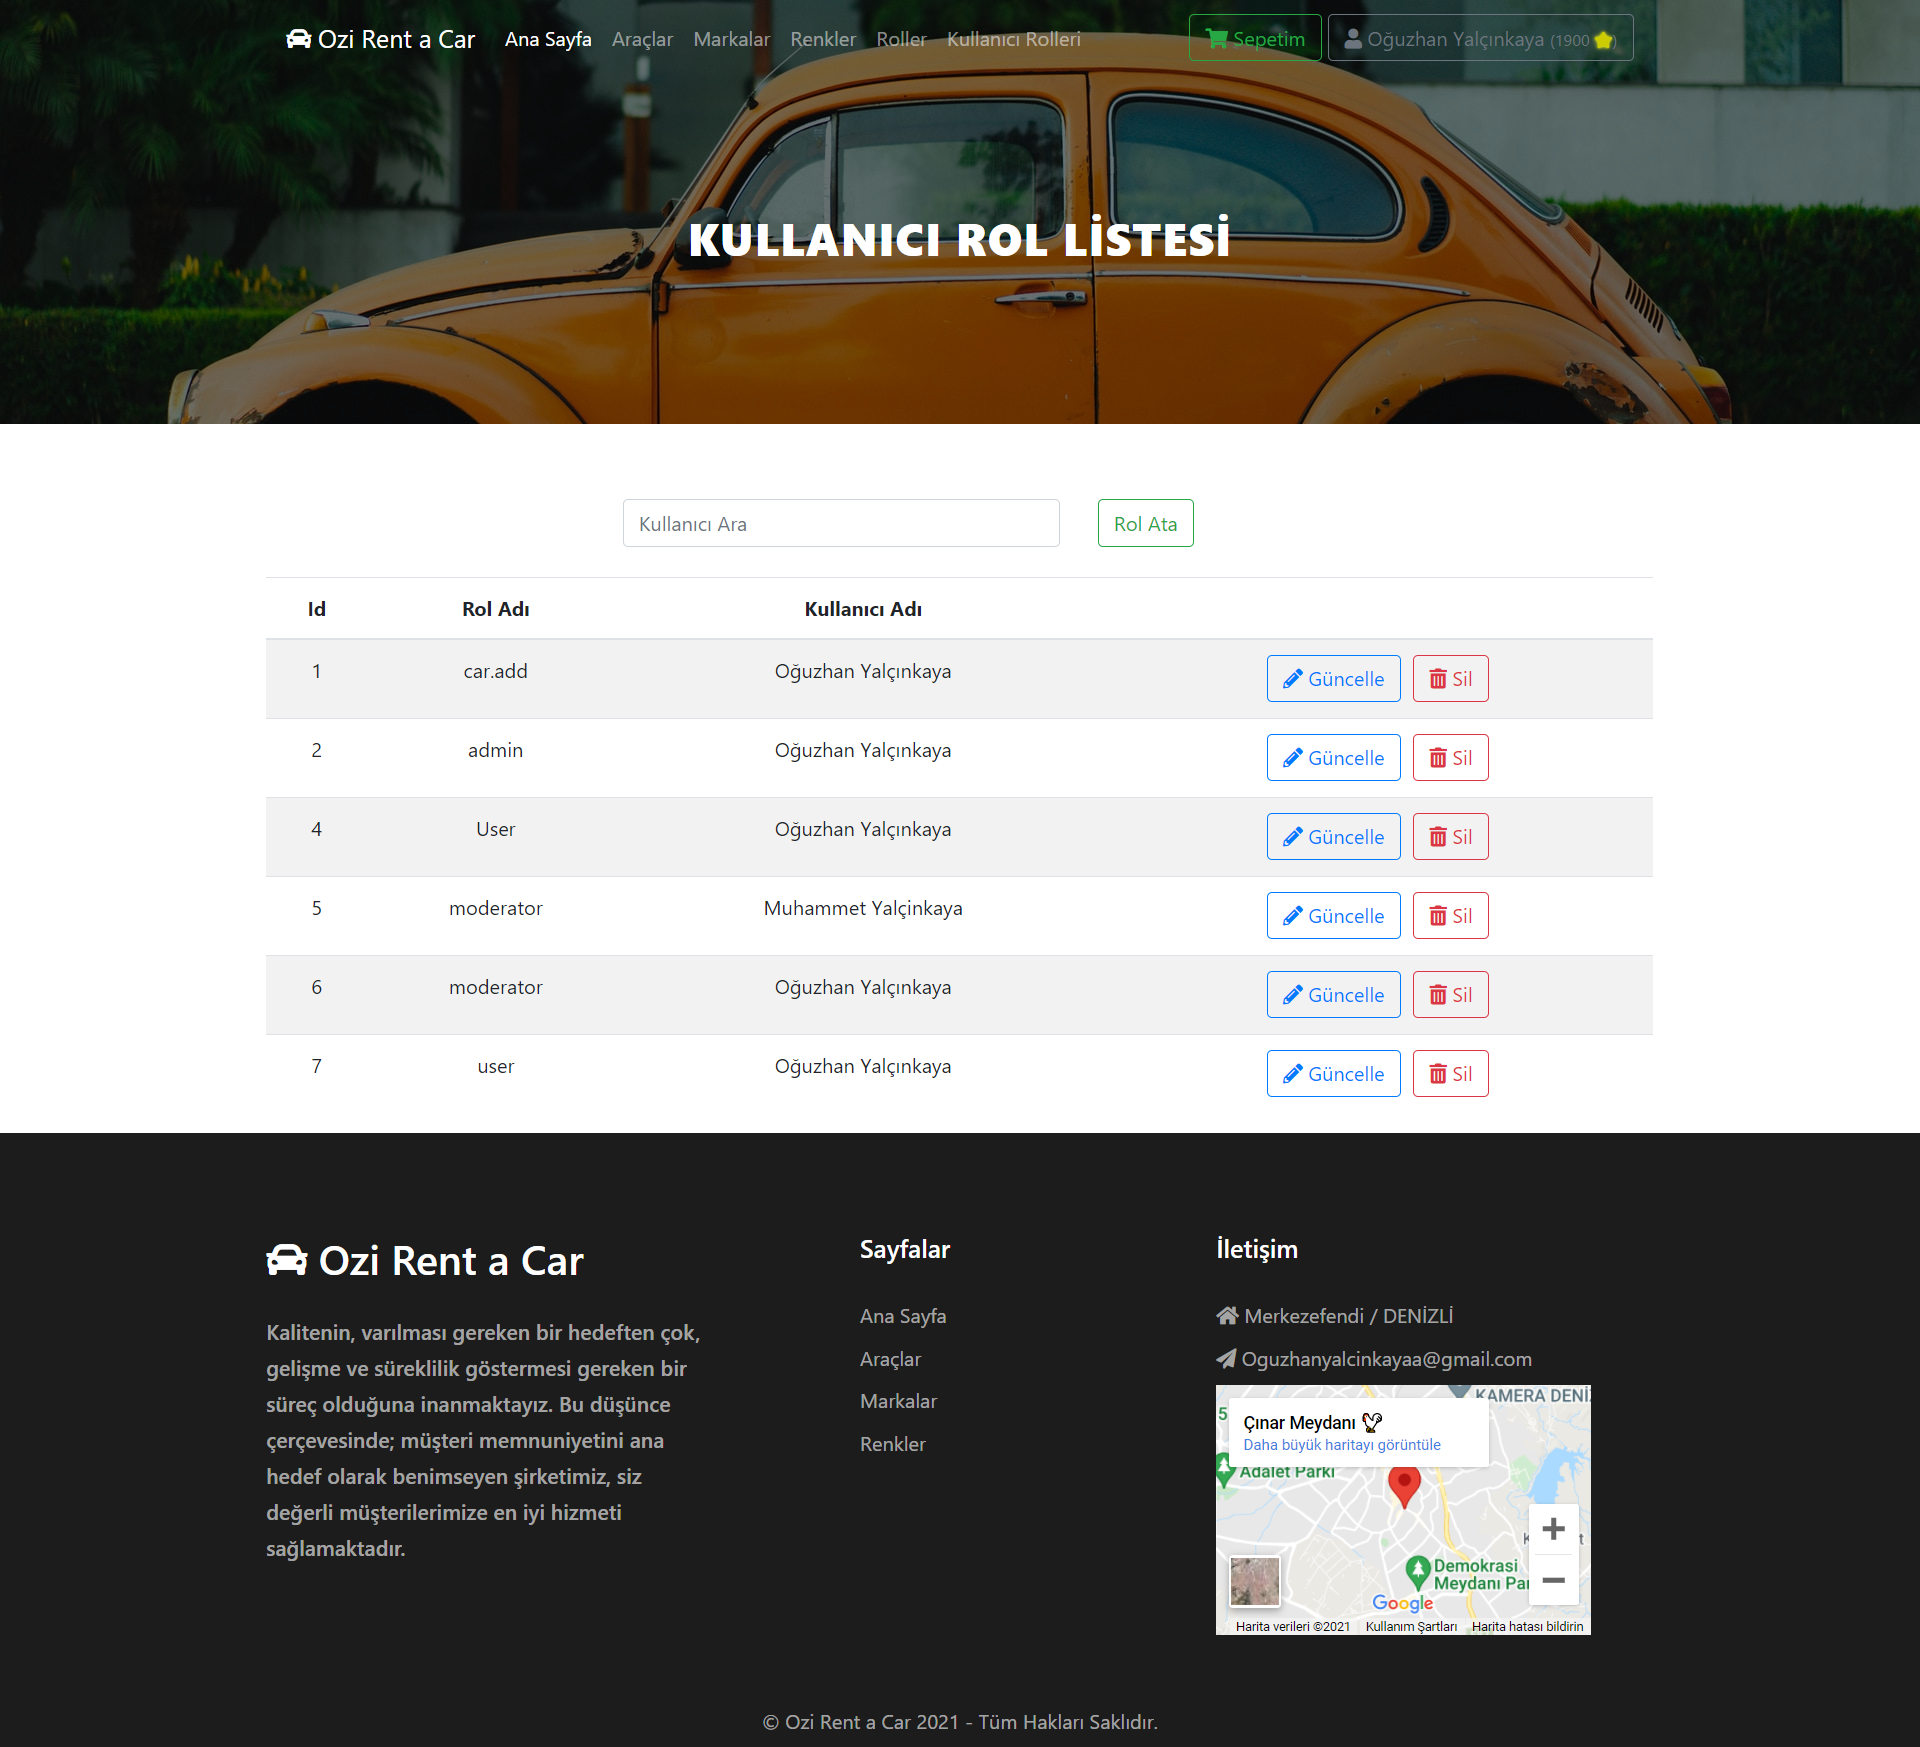 Ozi Rent a Car Ana Sayfa Araçlar Markalar Renkler Roller Kullanıcı Rolleri Sepetim Oğuzhan Yalçınkaya (1900 )
KULLANICI ROL LİSTESİ
Kullanıcı Ara Rol Ata
Id Rol Adı Kullanıcı Adı
1 car.add Oğuzhan Yalçınkaya Güncelle Sil
2 admin Oğuzhan Yalçınkaya Güncelle Sil
4 User Oğuzhan Yalçınkaya Güncelle Sil
5 moderator Muhammet Yalçinkaya Güncelle Sil
6 moderator Oğuzhan Yalçınkaya Güncelle Sil
7 user Oğuzhan Yalçınkaya Güncelle Sil
Ozi Rent a Car
Kalitenin, varılması gereken bir hedeften çok,
gelişme ve süreklilik göstermesi gereken bir
süreç olduğuna inanmaktayız. Bu düşünce
çerçevesinde; müşteri memnuniyetini ana
hedef olarak benimseyen şirketimiz, siz
değerli müşterilerimize en iyi hizmeti
sağlamaktadır.
Sayfalar
Ana Sayfa
Araçlar
Markalar
Renkler
İletişim
Merkezefendi / DENİZLİ
Oguzhanyalcinkayaa@gmail.com
KAMERA DENİZ
Çınar Meydanı
Daha büyük haritayı görüntüle
Adalet Parkı
Demokrasi
Meydanı Par
Google
Harita verileri ©2021 Kullanım Şartları Harita hatası bildirin
© Ozi Rent a Car 2021 - Tüm Hakları Saklıdır.